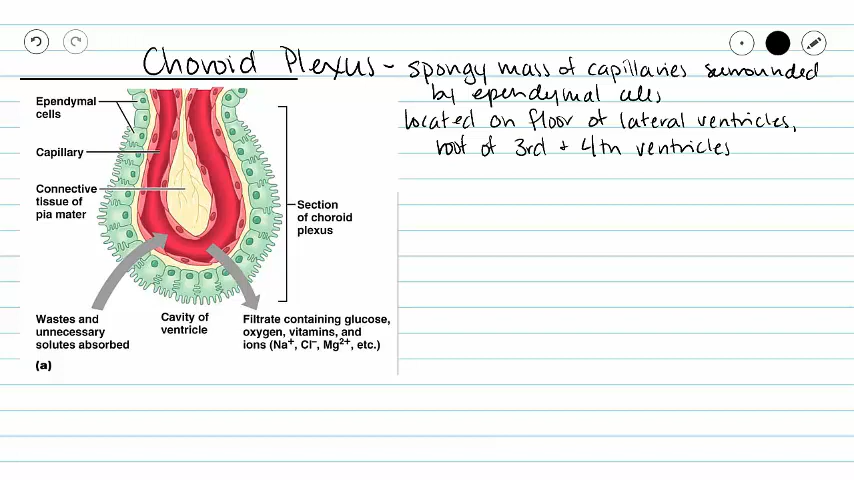 Choroid Plexus - spongy mass of capillaries surrounded
by ependymal cells
located on floor of lateral ventricles,
roof of 3rd + 4th ventricles
Ependymal
cells
Capillary
Connective
tissue of
pia mater
Section
of choroid
plexus
Wastes and
unnecessary
solutes absorbed
Cavity of
ventricle
Filtrate containing glucose,
oxygen, vitamins, and
ions (Na⁺, Cl⁻, Mg²⁺, etc.)
(a)